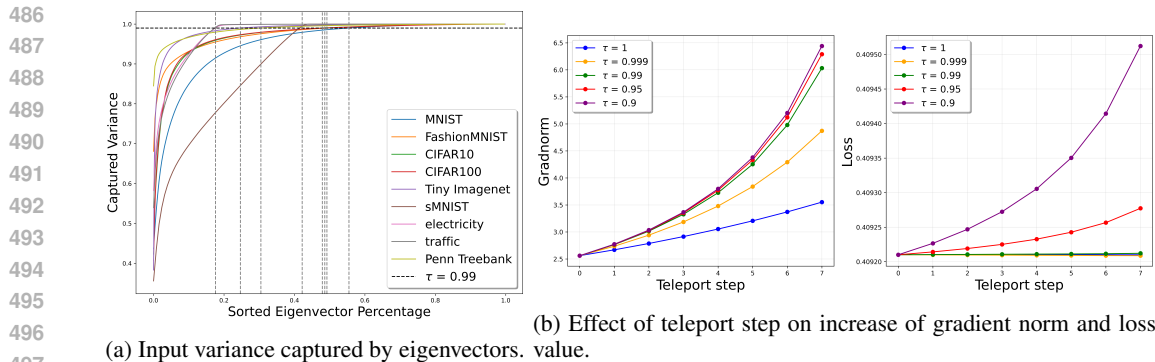 486
487
488
489
490
491
492
493
494
495
496
497
1.0
0.9
0.8
0.7
0.6
0.5
0.4
Captured Variance
MNIST
FashionMNIST
CIFAR10
CIFAR100
Tiny Imagenet
sMNIST
electricity
traffic
Penn Treebank
τ = 0.99
0.0 0.2 0.4 0.6 0.8 1.0
Sorted Eigenvector Percentage
(a) Input variance captured by eigenvectors.
6.5
6.0
5.5
5.0
4.5
4.0
3.5
3.0
2.5
Gradnorm
τ = 1
τ = 0.999
τ = 0.99
τ = 0.95
τ = 0.9
0 1 2 3 4 5 6 7
Teleport step
0.40950
0.40945
0.40940
0.40935
0.40930
0.40925
0.40920
Loss
τ = 1
τ = 0.999
τ = 0.99
τ = 0.95
τ = 0.9
0 1 2 3 4 5 6 7
Teleport step
(b) Effect of teleport step on increase of gradient norm and loss
value.